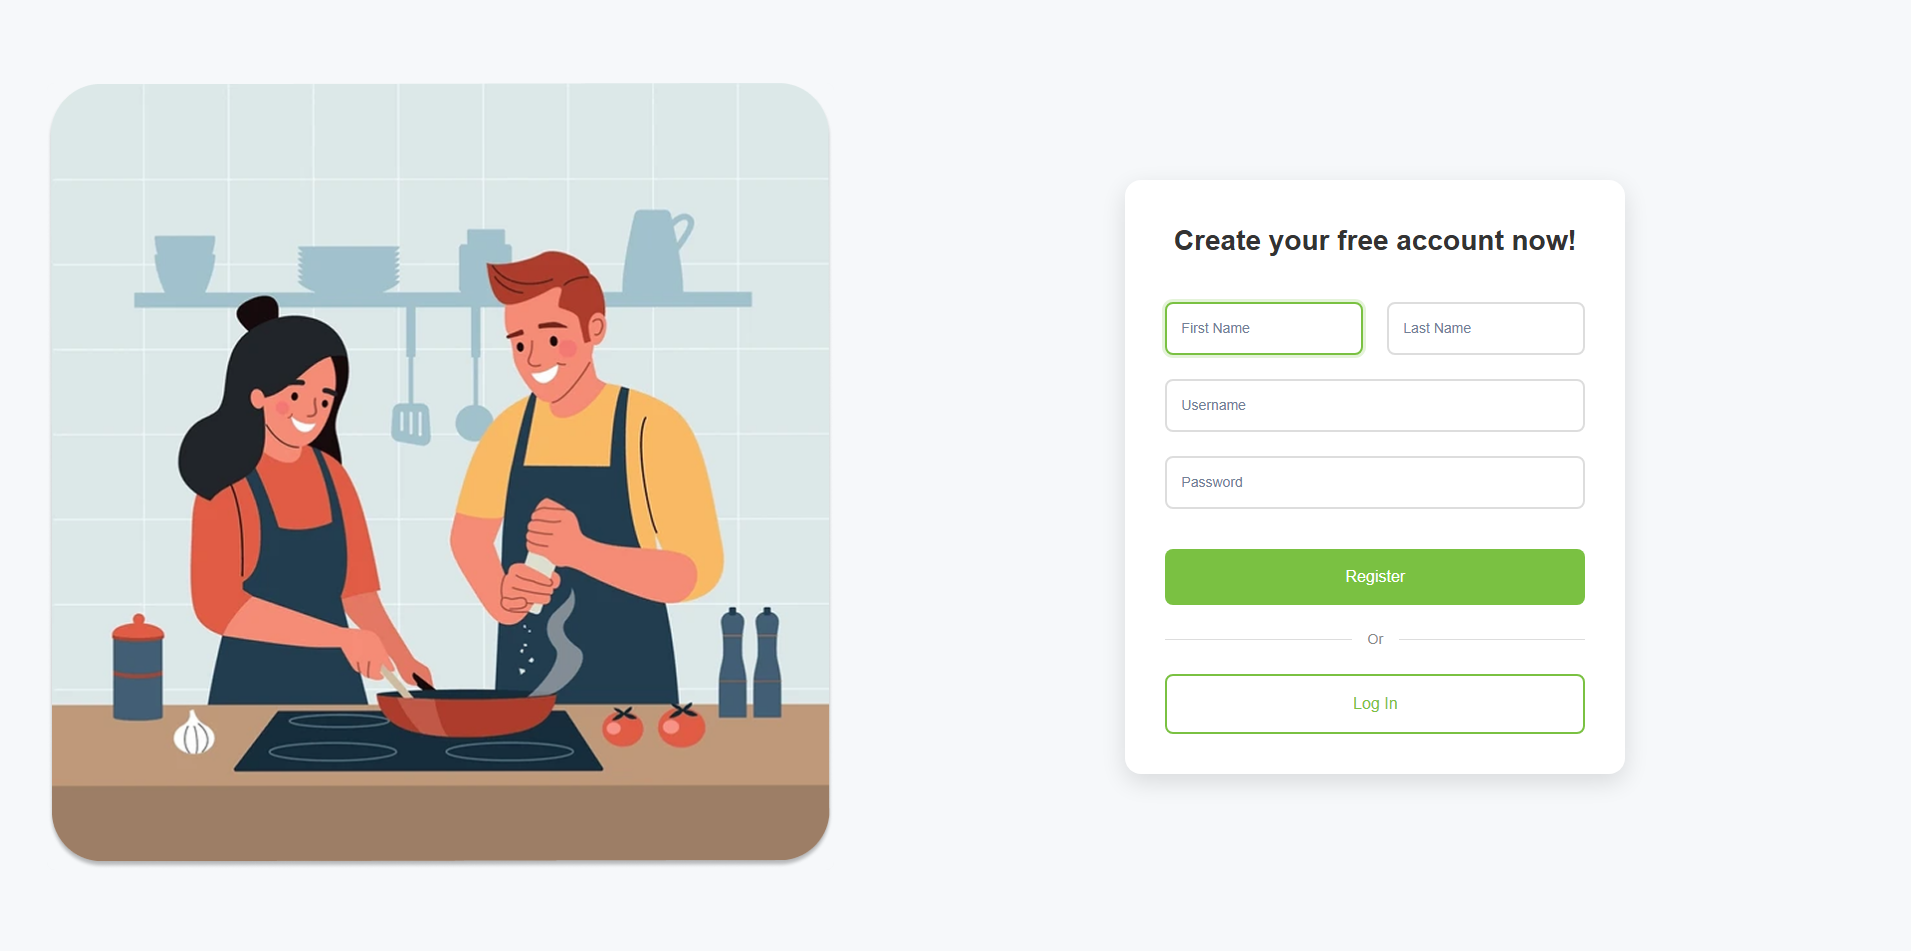 Create your free account now!
First Name
Last Name
Username
Password
Register
Or
Log In